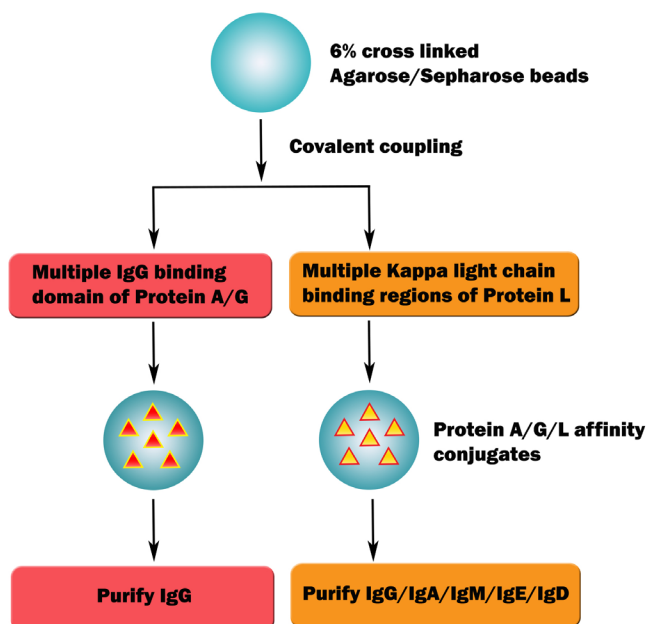 6% cross linked
Agarose/Sepharose beads
Covalent coupling
Multiple IgG binding
domain of Protein A/G
Multiple Kappa light chain
binding regions of Protein L
Protein A/G/L affinity
conjugates
Purify IgG
Purify IgG/IgA/IgM/IgE/IgD